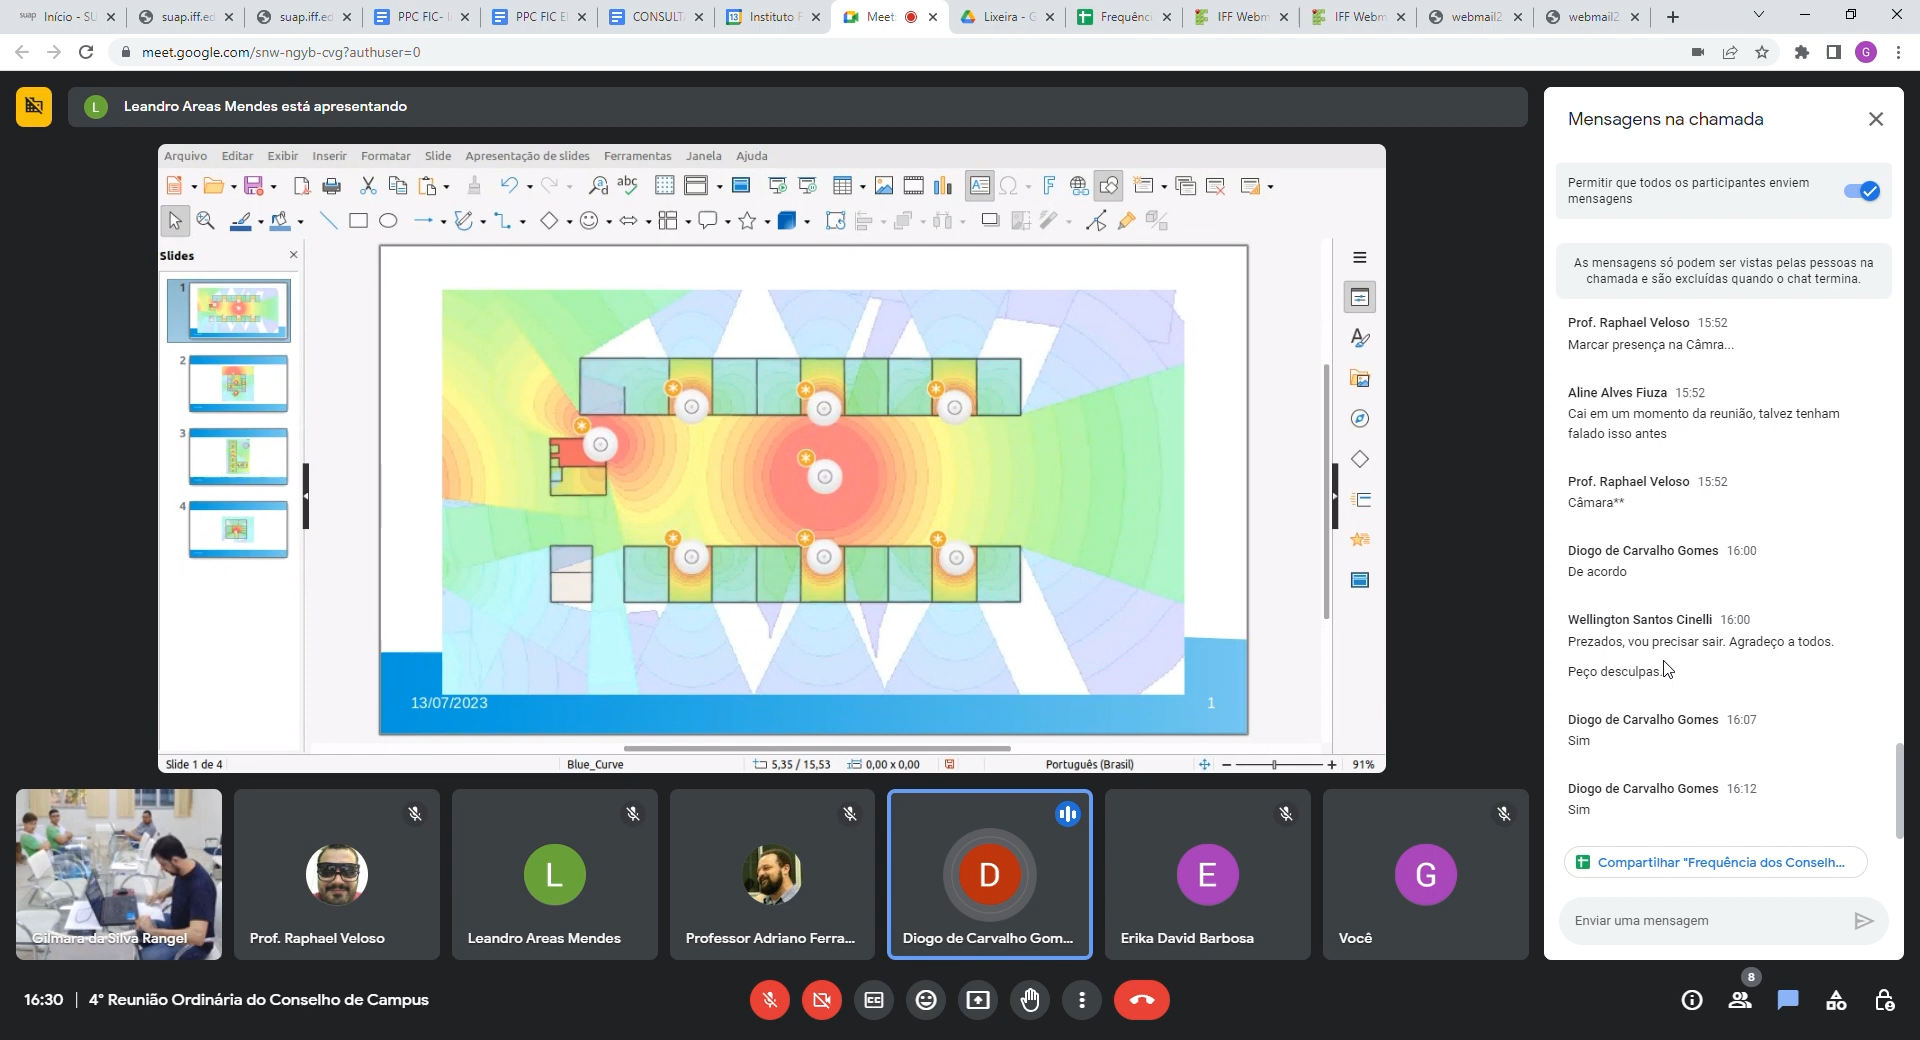 suap Início - SU
suap.iff.ed
suap.iff.ed
PPC FIC- I
PPC FIC E
CONSULT
13 Instituto F
Meet
Lixeira - G
Frequênc
IFF Webm
IFF Webm
webmail2
webmail2
meet.google.com/snw-ngyb-cvg?authuser=0
G
L Leandro Areas Mendes está apresentando
Arquivo Editar Exibir Inserir Formatar Slide Apresentação de slides Ferramentas Janela Ajuda
abc
Slides
1
2
3
4
13/07/2023
1
Slide 1 de 4 Blue_Curve 5,35 / 15,53 0,00 x 0,00 Português (Brasil) 91%
Gilmara da Silva Rangel
Prof. Raphael Veloso
L
Leandro Areas Mendes
Professor Adriano Ferra...
D
Diogo de Carvalho Gom...
E
Erika David Barbosa
G
Você
16:30 | 4ª Reunião Ordinária do Conselho de Campus
8
Mensagens na chamada
Permitir que todos os participantes enviem
mensagens
As mensagens só podem ser vistas pelas pessoas na
chamada e são excluídas quando o chat termina.
Prof. Raphael Veloso 15:52
Marcar presença na Câmra...
Aline Alves Fiuza 15:52
Cai em um momento da reunião, talvez tenham
falado isso antes
Prof. Raphael Veloso 15:52
Câmara**
Diogo de Carvalho Gomes 16:00
De acordo
Wellington Santos Cinelli 16:00
Prezados, vou precisar sair. Agradeço a todos.
Peço desculpas.
Diogo de Carvalho Gomes 16:07
Sim
Diogo de Carvalho Gomes 16:12
Sim
Compartilhar "Frequência dos Conselh...
Enviar uma mensagem